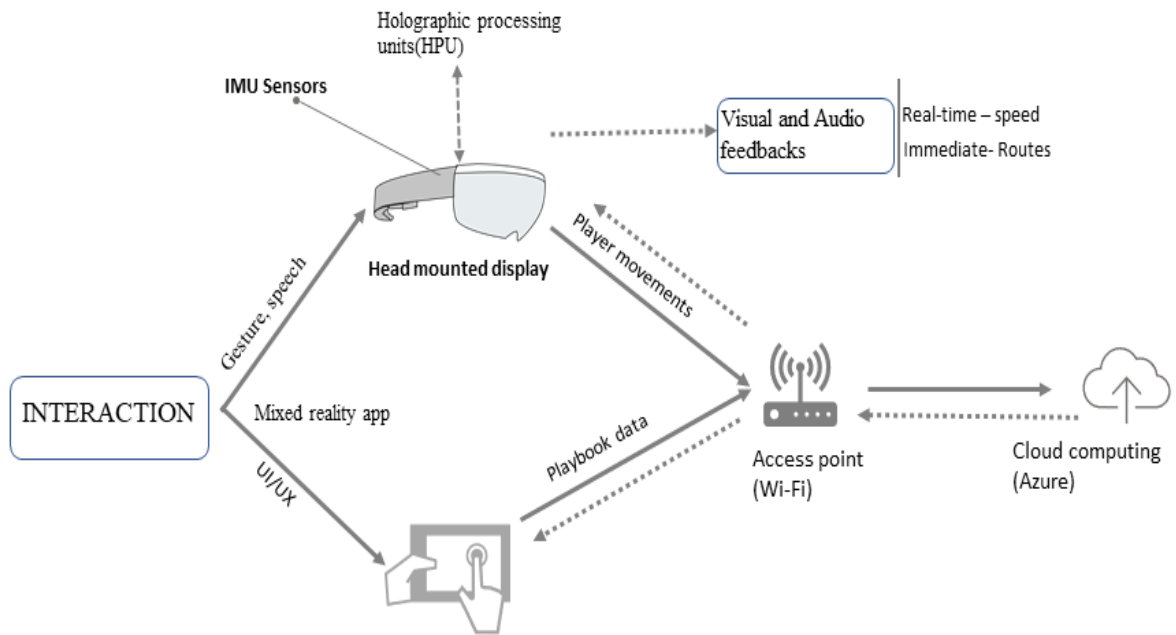 Holographic processing
units(HPU)
IMU Sensors
Visual and Audio
feedbacks
Real-time – speed
Immediate- Routes
Head mounted display
Gesture, speech
Player movements
INTERACTION
Mixed reality app
UI/UX
Playbook data
Access point
(Wi-Fi)
Cloud computing
(Azure)